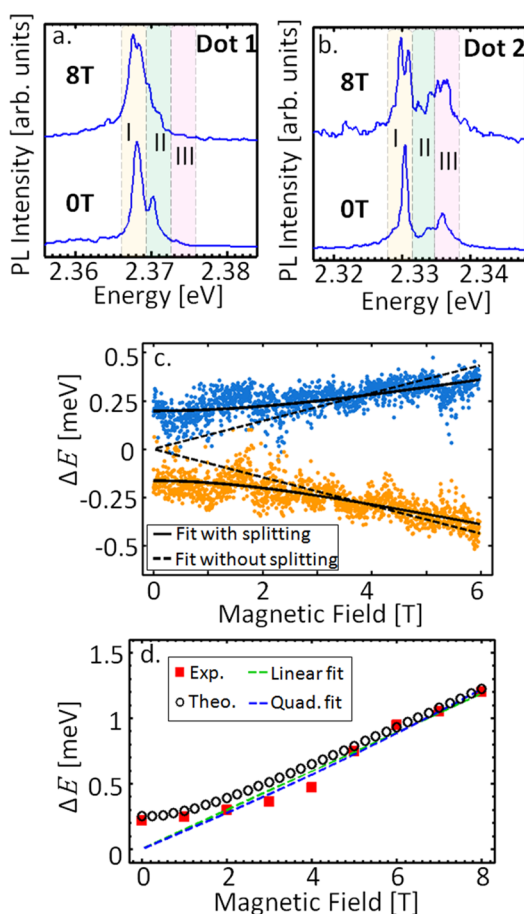 a.
Dot 1
8T
I
II
III
0T
PL Intensity [arb. units]
2.36 2.37 2.38
Energy [eV]
b.
Dot 2
8T
I
II
III
0T
PL Intensity [arb. units]
2.32 2.33 2.34
Energy [eV]
c.
ΔE [meV]
0.5
0.25
0
-0.25
-0.5
Fit with splitting
Fit without splitting
0 2 4 6
Magnetic Field [T]
d.
ΔE [meV]
1.5
1
0.5
0
Exp. Linear fit
Theo. Quad. fit
0 2 4 6 8
Magnetic Field [T]